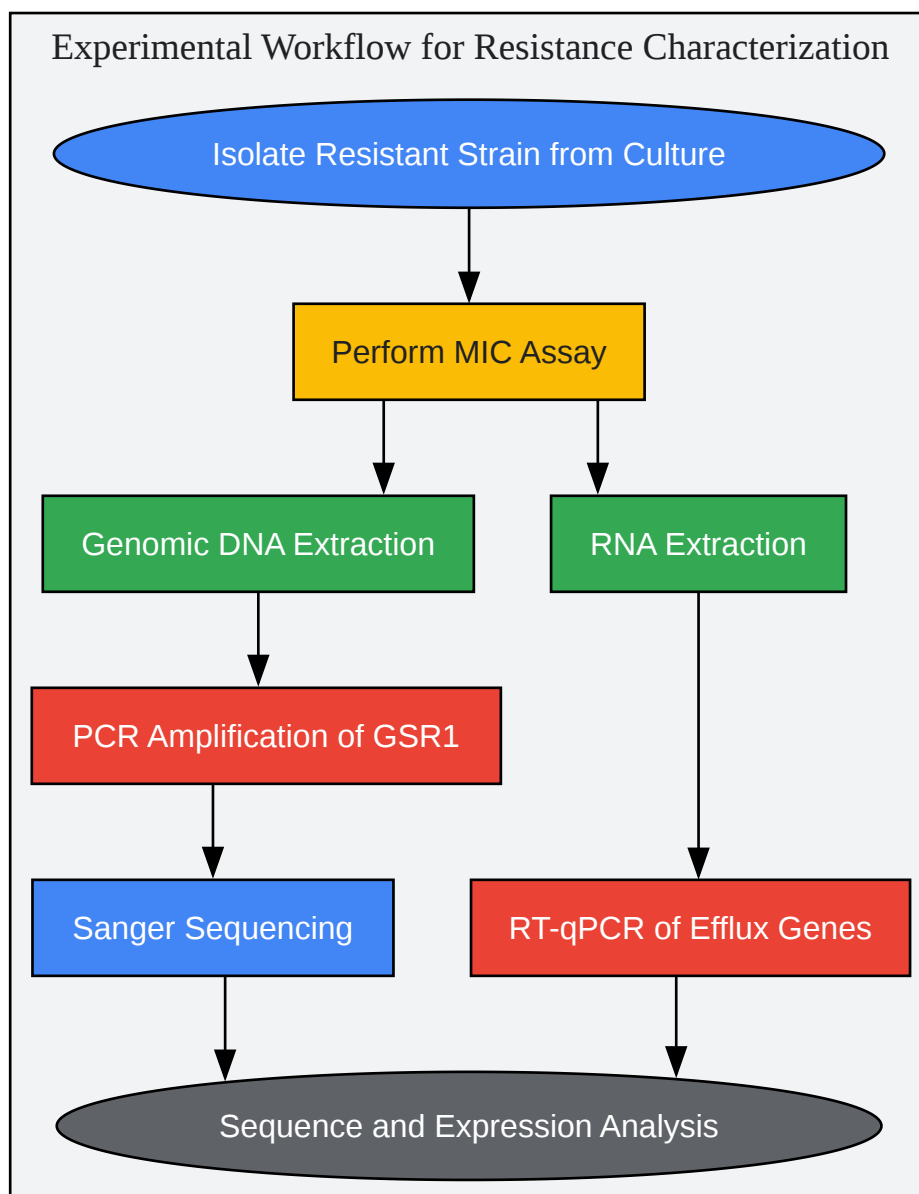 Experimental Workflow for Resistance Characterization
Isolate Resistant Strain from Culture
Perform MIC Assay
Genomic DNA Extraction
RNA Extraction
PCR Amplification of GSR1
Sanger Sequencing
RT-qPCR of Efflux Genes
Sequence and Expression Analysis